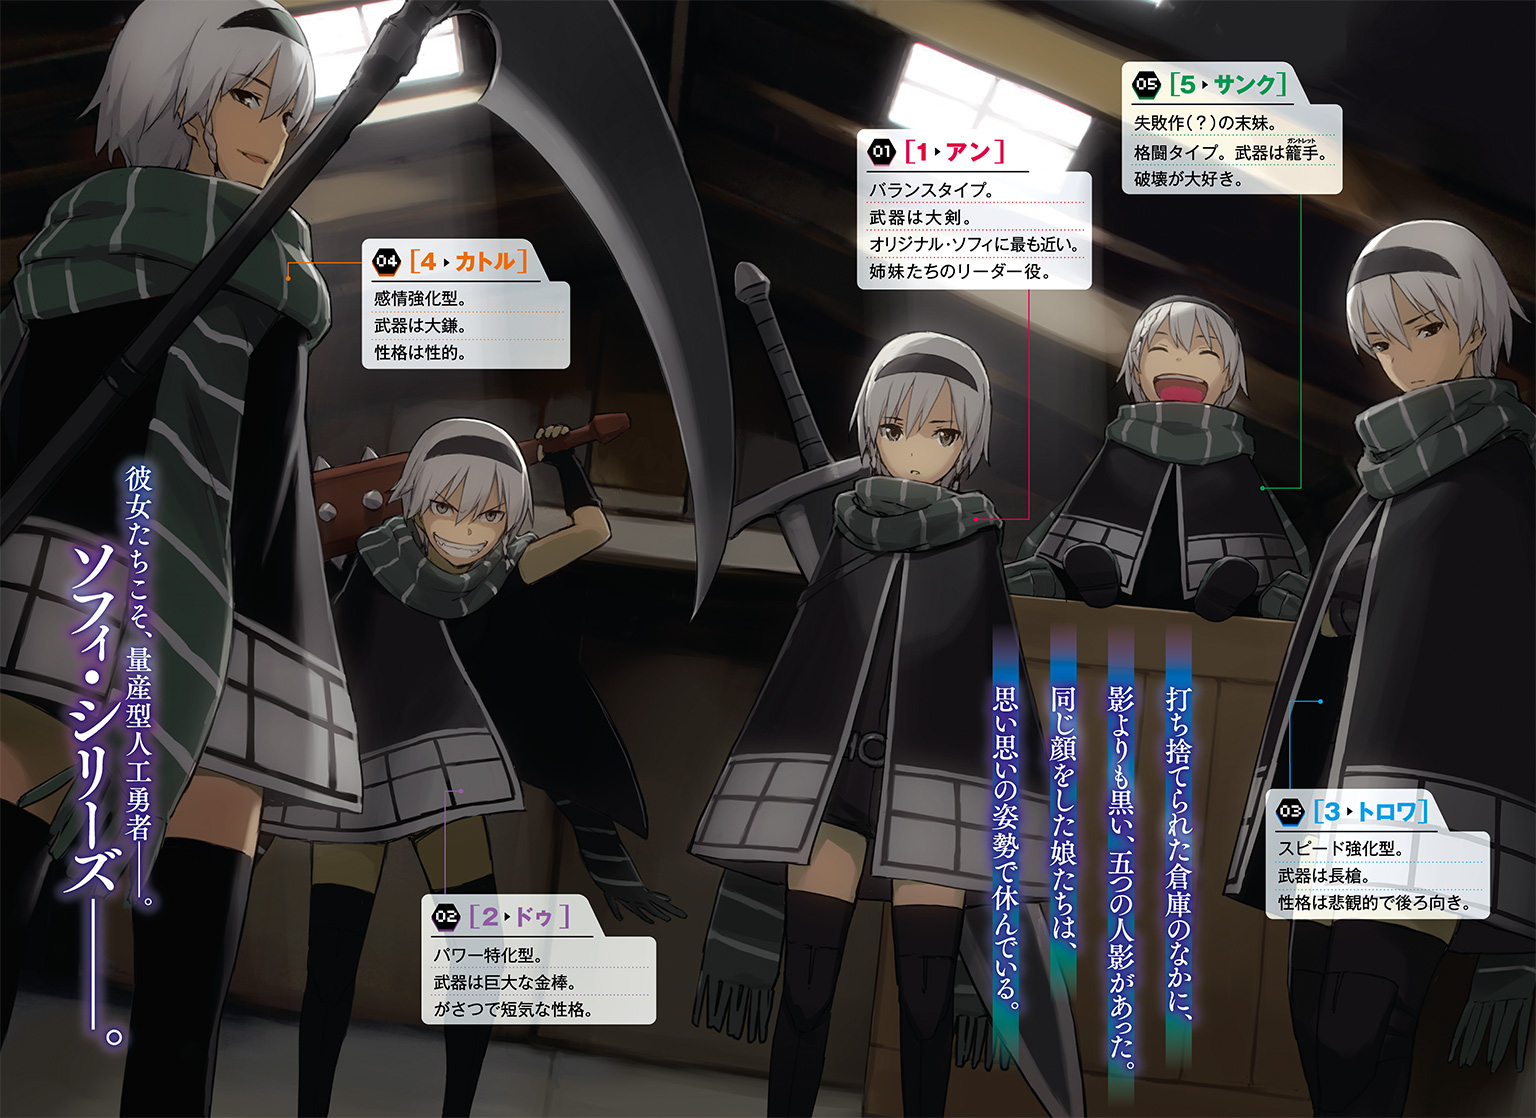 打ち捨てられた倉庫のなかに、
影よりも黒い、五つの人影があった。
同じ顔をした娘たちは、
思い思いの姿勢で休んでいる。
05 [5▸サンク]
失敗作(?)の末妹。
ガントレット
格闘タイプ。武器は籠手。
破壊が大好き。
01 [1▸アン]
バランスタイプ。
武器は大剣。
オリジナル・ソフィに最も近い。
姉妹たちのリーダー役。
03 [3▸トロワ]
スピード強化型。
武器は長槍。
性格は悲観的で後ろ向き。
04 [4▸カトル]
感情強化型。
武器は大鎌。
性格は性的。
02 [2▸ドゥ]
パワー特化型。
武器は巨大な金棒。
がさつで短気な性格。
彼女たちこそ、量産型人工勇者――。
ソフィ・シリーズ――。